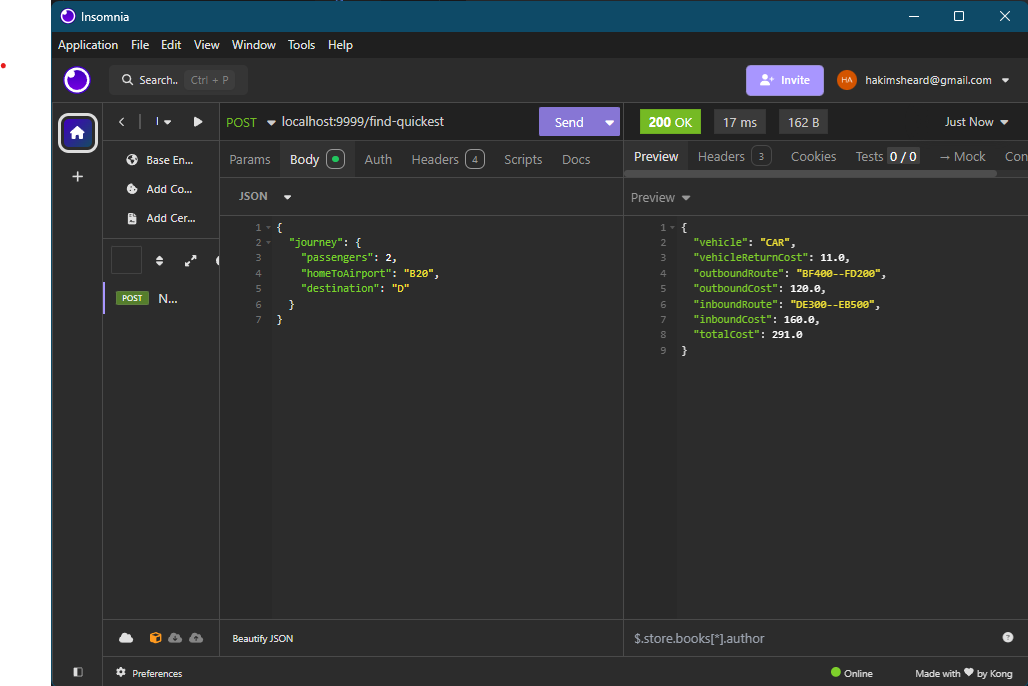 Insomnia
Application File Edit View Window Tools Help
Search.. Ctrl + P
Invite
HA
hakimsheard@gmail.com
POST localhost:9999/find-quickest
Send
200 OK
17 ms
162 B
Just Now
Base En...
Add Co...
Add Cer...
POST N...
Params Body Auth Headers 4 Scripts Docs
JSON
1 {
2 "journey": {
3 "passengers": 2,
4 "homeToAirport": "B20",
5 "destination": "D"
6 }
7 }
Beautify JSON
Preview Headers 3 Cookies Tests 0 / 0 → Mock Con
Preview
1 {
2 "vehicle": "CAR",
3 "vehicleReturnCost": 11.0,
4 "outboundRoute": "BF400--FD200",
5 "outboundCost": 120.0,
6 "inboundRoute": "DE300--EB500",
7 "inboundCost": 160.0,
8 "totalCost": 291.0
9 }
$.store.books[*].author
?
Preferences
Online
Made with ❤ by Kong